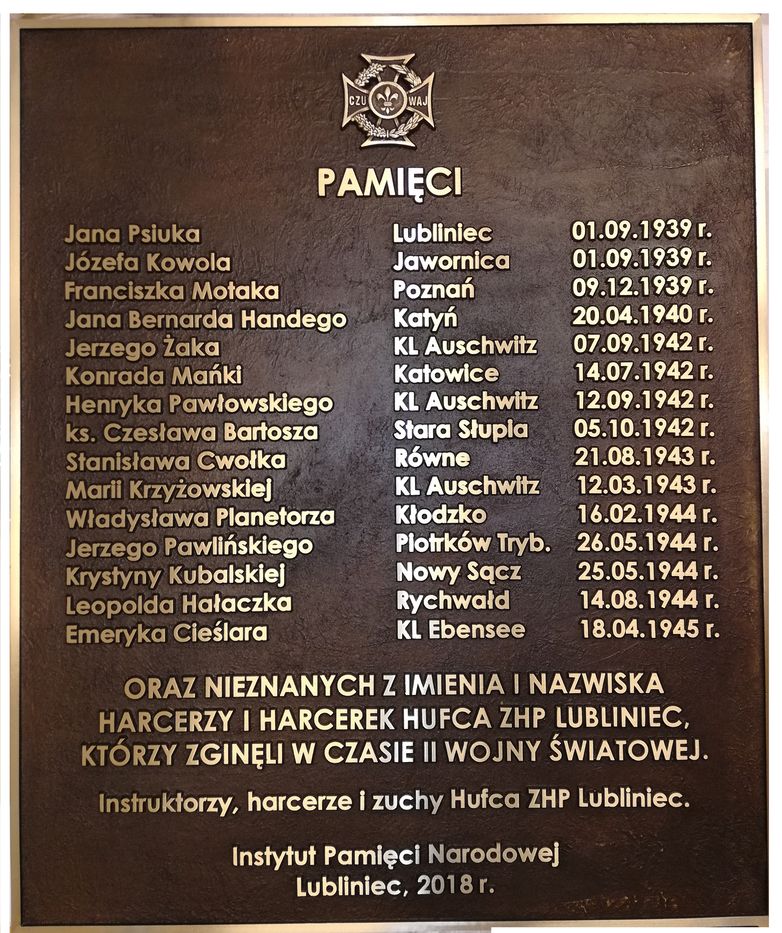 CZU WAJ
PAMIĘCI
Jana Psiuka Lubliniec 01.09.1939 r.
Józefa Kowola Jawornica 01.09.1939 r.
Franciszka Motaka Poznań 09.12.1939 r.
Jana Bernarda Handego Katyń 20.04.1940 r.
Jerzego Żaka KL Auschwitz 07.09.1942 r.
Konrada Mańki Katowice 14.07.1942 r.
Henryka Pawłowskiego KL Auschwitz 12.09.1942 r.
ks. Czesława Bartosza Stara Słupia 05.10.1942 r.
Stanisława Cwołka Równe 21.08.1943 r.
Marii Krzyżowskiej KL Auschwitz 12.03.1943 r.
Władysława Planetorza Kłodzko 16.02.1944 r.
Jerzego Pawlińskiego Piotrków Tryb. 26.05.1944 r.
Krystyny Kubalskiej Nowy Sącz 25.05.1944 r.
Leopolda Hałaczka Rychwałd 14.08.1944 r.
Emeryka Cieślara KL Ebensee 18.04.1945 r.
ORAZ NIEZNANYCH Z IMIENIA I NAZWISKA
HARCERZY I HARCEREK HUFCA ZHP LUBLINIEC,
KTÓRZY ZGINĘLI W CZASIE II WOJNY ŚWIATOWEJ.
Instruktorzy, harcerze i zuchy Hufca ZHP Lubliniec.
Instytut Pamięci Narodowej
Lubliniec, 2018 r.